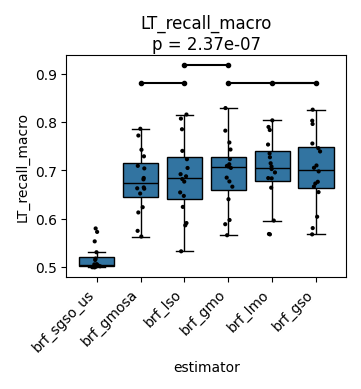 LT_recall_macro
p = 2.37e-07
LT_recall_macro
0.9
0.8
0.7
0.6
0.5
brf_sgso_us
brf_gmosa
brf_lso
brf_gmo
brf_lmo
brf_gso
estimator